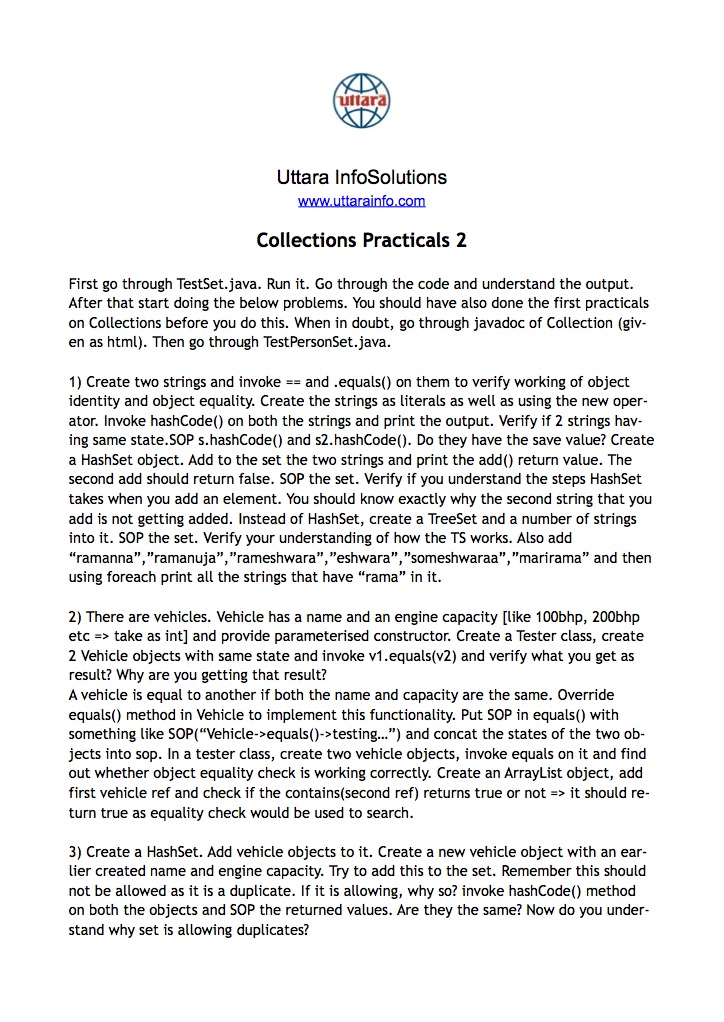 uttara
Uttara InfoSolutions
www.uttarainfo.com
Collections Practicals 2
First go through TestSet.java. Run it. Go through the code and understand the output.
After that start doing the below problems. You should have also done the first practicals
on Collections before you do this. When in doubt, go through javadoc of Collection (giv-
en as html). Then go through TestPersonSet.java.
1) Create two strings and invoke == and .equals() on them to verify working of object
identity and object equality. Create the strings as literals as well as using the new oper-
ator. Invoke hashCode() on both the strings and print the output. Verify if 2 strings hav-
ing same state.SOP s.hashCode() and s2.hashCode(). Do they have the save value? Create
a HashSet object. Add to the set the two strings and print the add() return value. The
second add should return false. SOP the set. Verify if you understand the steps HashSet
takes when you add an element. You should know exactly why the second string that you
add is not getting added. Instead of HashSet, create a TreeSet and a number of strings
into it. SOP the set. Verify your understanding of how the TS works. Also add
“ramanna”,”ramanuja”,”rameshwara”,”eshwara”,”someshwaraa”,”marirama” and then
using foreach print all the strings that have “rama” in it.
2) There are vehicles. Vehicle has a name and an engine capacity [like 100bhp, 200bhp
etc => take as int] and provide parameterised constructor. Create a Tester class, create
2 Vehicle objects with same state and invoke v1.equals(v2) and verify what you get as
result? Why are you getting that result?
A vehicle is equal to another if both the name and capacity are the same. Override
equals() method in Vehicle to implement this functionality. Put SOP in equals() with
something like SOP(“Vehicle->equals()->testing…”) and concat the states of the two ob-
jects into sop. In a tester class, create two vehicle objects, invoke equals on it and find
out whether object equality check is working correctly. Create an ArrayList object, add
first vehicle ref and check if the contains(second ref) returns true or not => it should re-
turn true as equality check would be used to search.
3) Create a HashSet. Add vehicle objects to it. Create a new vehicle object with an ear-
lier created name and engine capacity. Try to add this to the set. Remember this should
not be allowed as it is a duplicate. If it is allowing, why so? invoke hashCode() method
on both the objects and SOP the returned values. Are they the same? Now do you under-
stand why set is allowing duplicates?